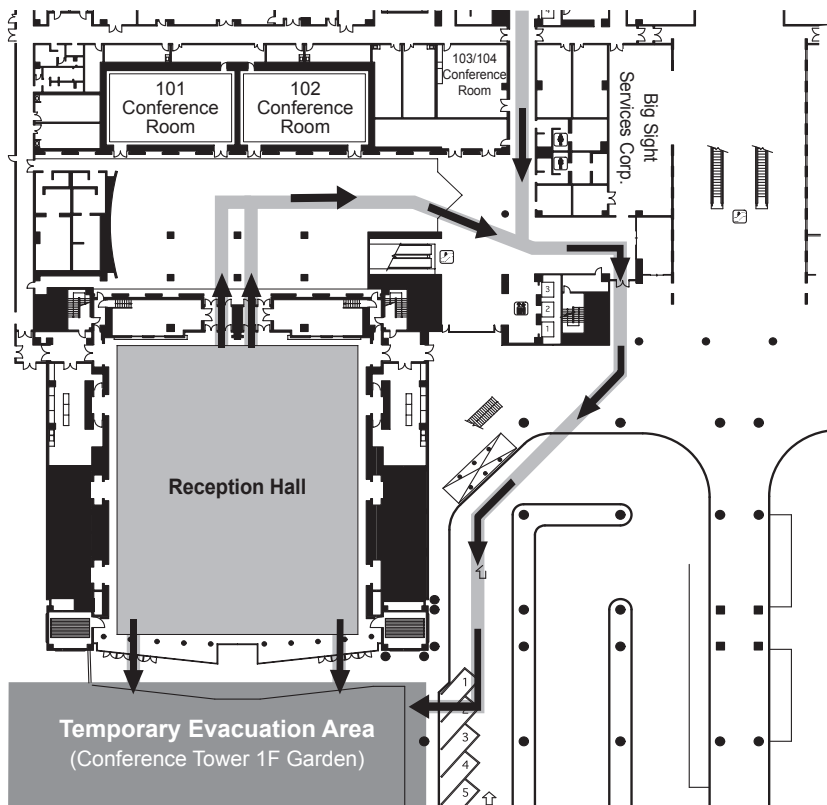 4
101
Conference
Room
102
Conference
Room
103/104
Conference
Room
Big Sight
Services Corp.
3
2
1
Reception Hall
1
2
3
4
5
Temporary Evacuation Area
(Conference Tower 1F Garden)